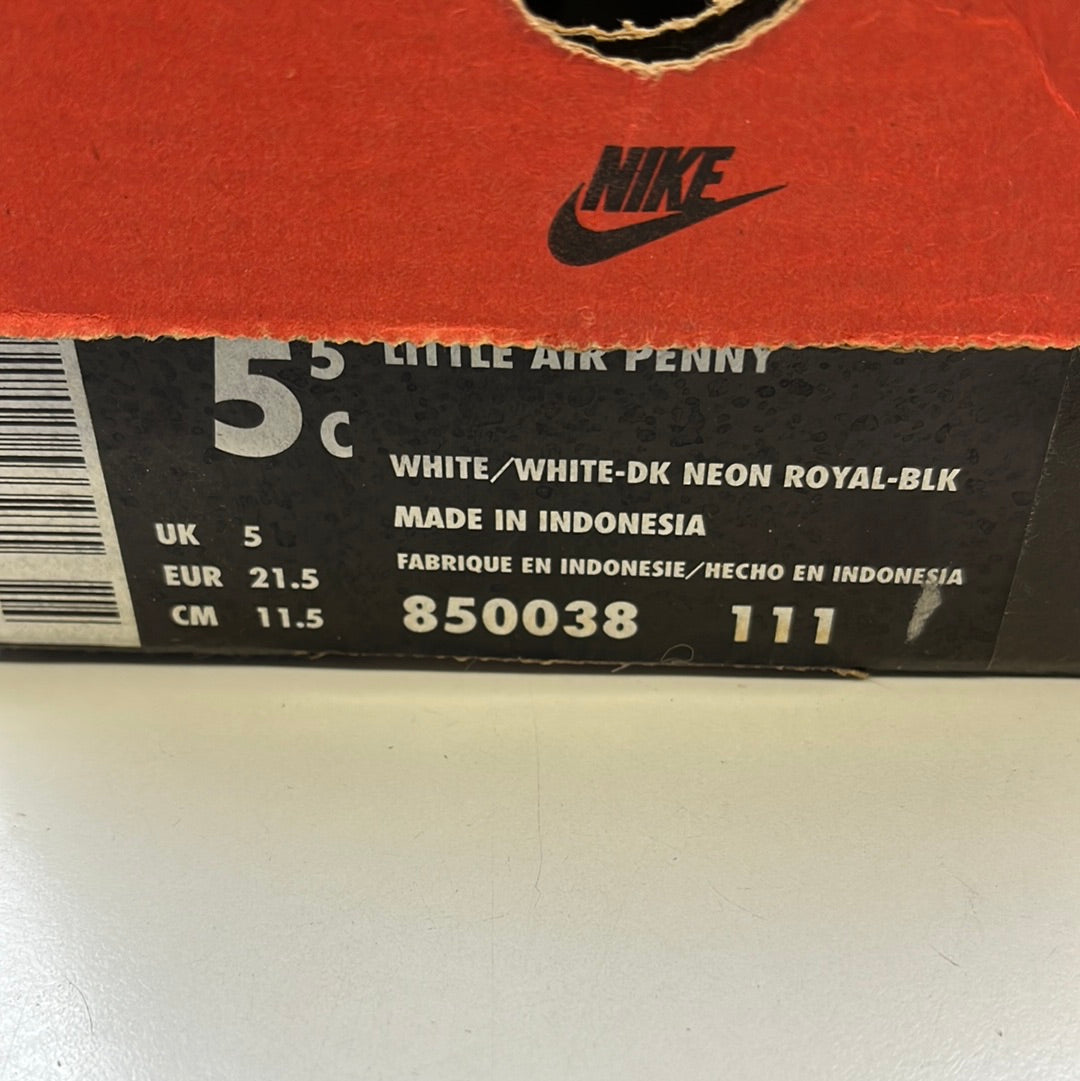 NIKE
5 5 C
LITTLE AIR PENNY
WHITE/WHITE-DK NEON ROYAL-BLK
MADE IN INDONESIA
FABRIQUE EN INDONESIE/HECHO EN INDONESIA
UK 5
EUR 21.5
CM 11.5
850038 111